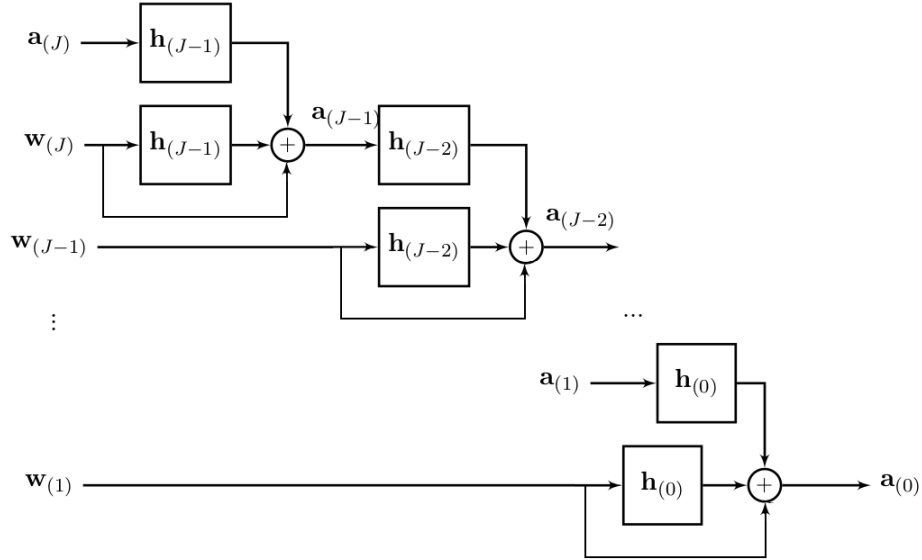 a(J) h(J−1)
w(J) h(J−1) + a(J−1) h(J−2)
w(J−1) h(J−2) + a(J−2)
⋮ ...
a(1) h(0)
w(1) h(0) + a(0)